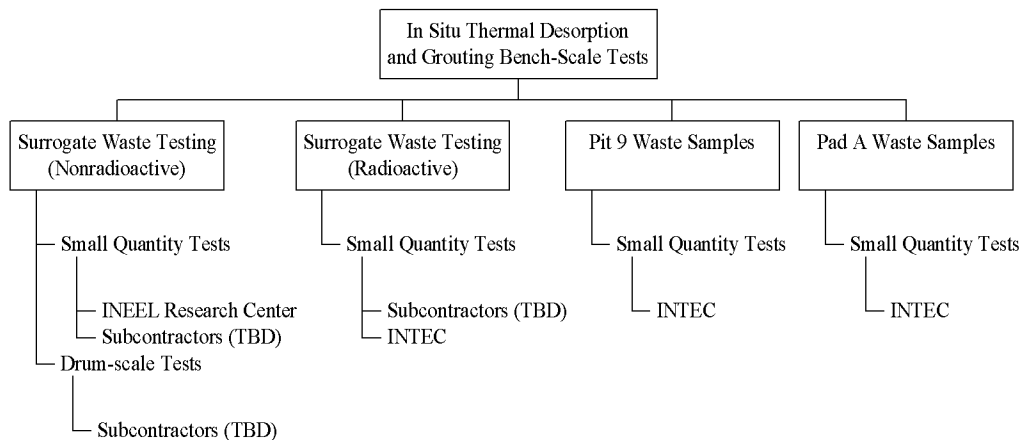 In Situ Thermal Desorption
and Grouting Bench-Scale Tests
Surrogate Waste Testing
(Nonradioactive)
Small Quantity Tests
INEEL Research Center
Subcontractors (TBD)
Drum-scale Tests
Subcontractors (TBD)
Surrogate Waste Testing
(Radioactive)
Small Quantity Tests
Subcontractors (TBD)
INTEC
Pit 9 Waste Samples
Small Quantity Tests
INTEC
Pad A Waste Samples
Small Quantity Tests
INTEC